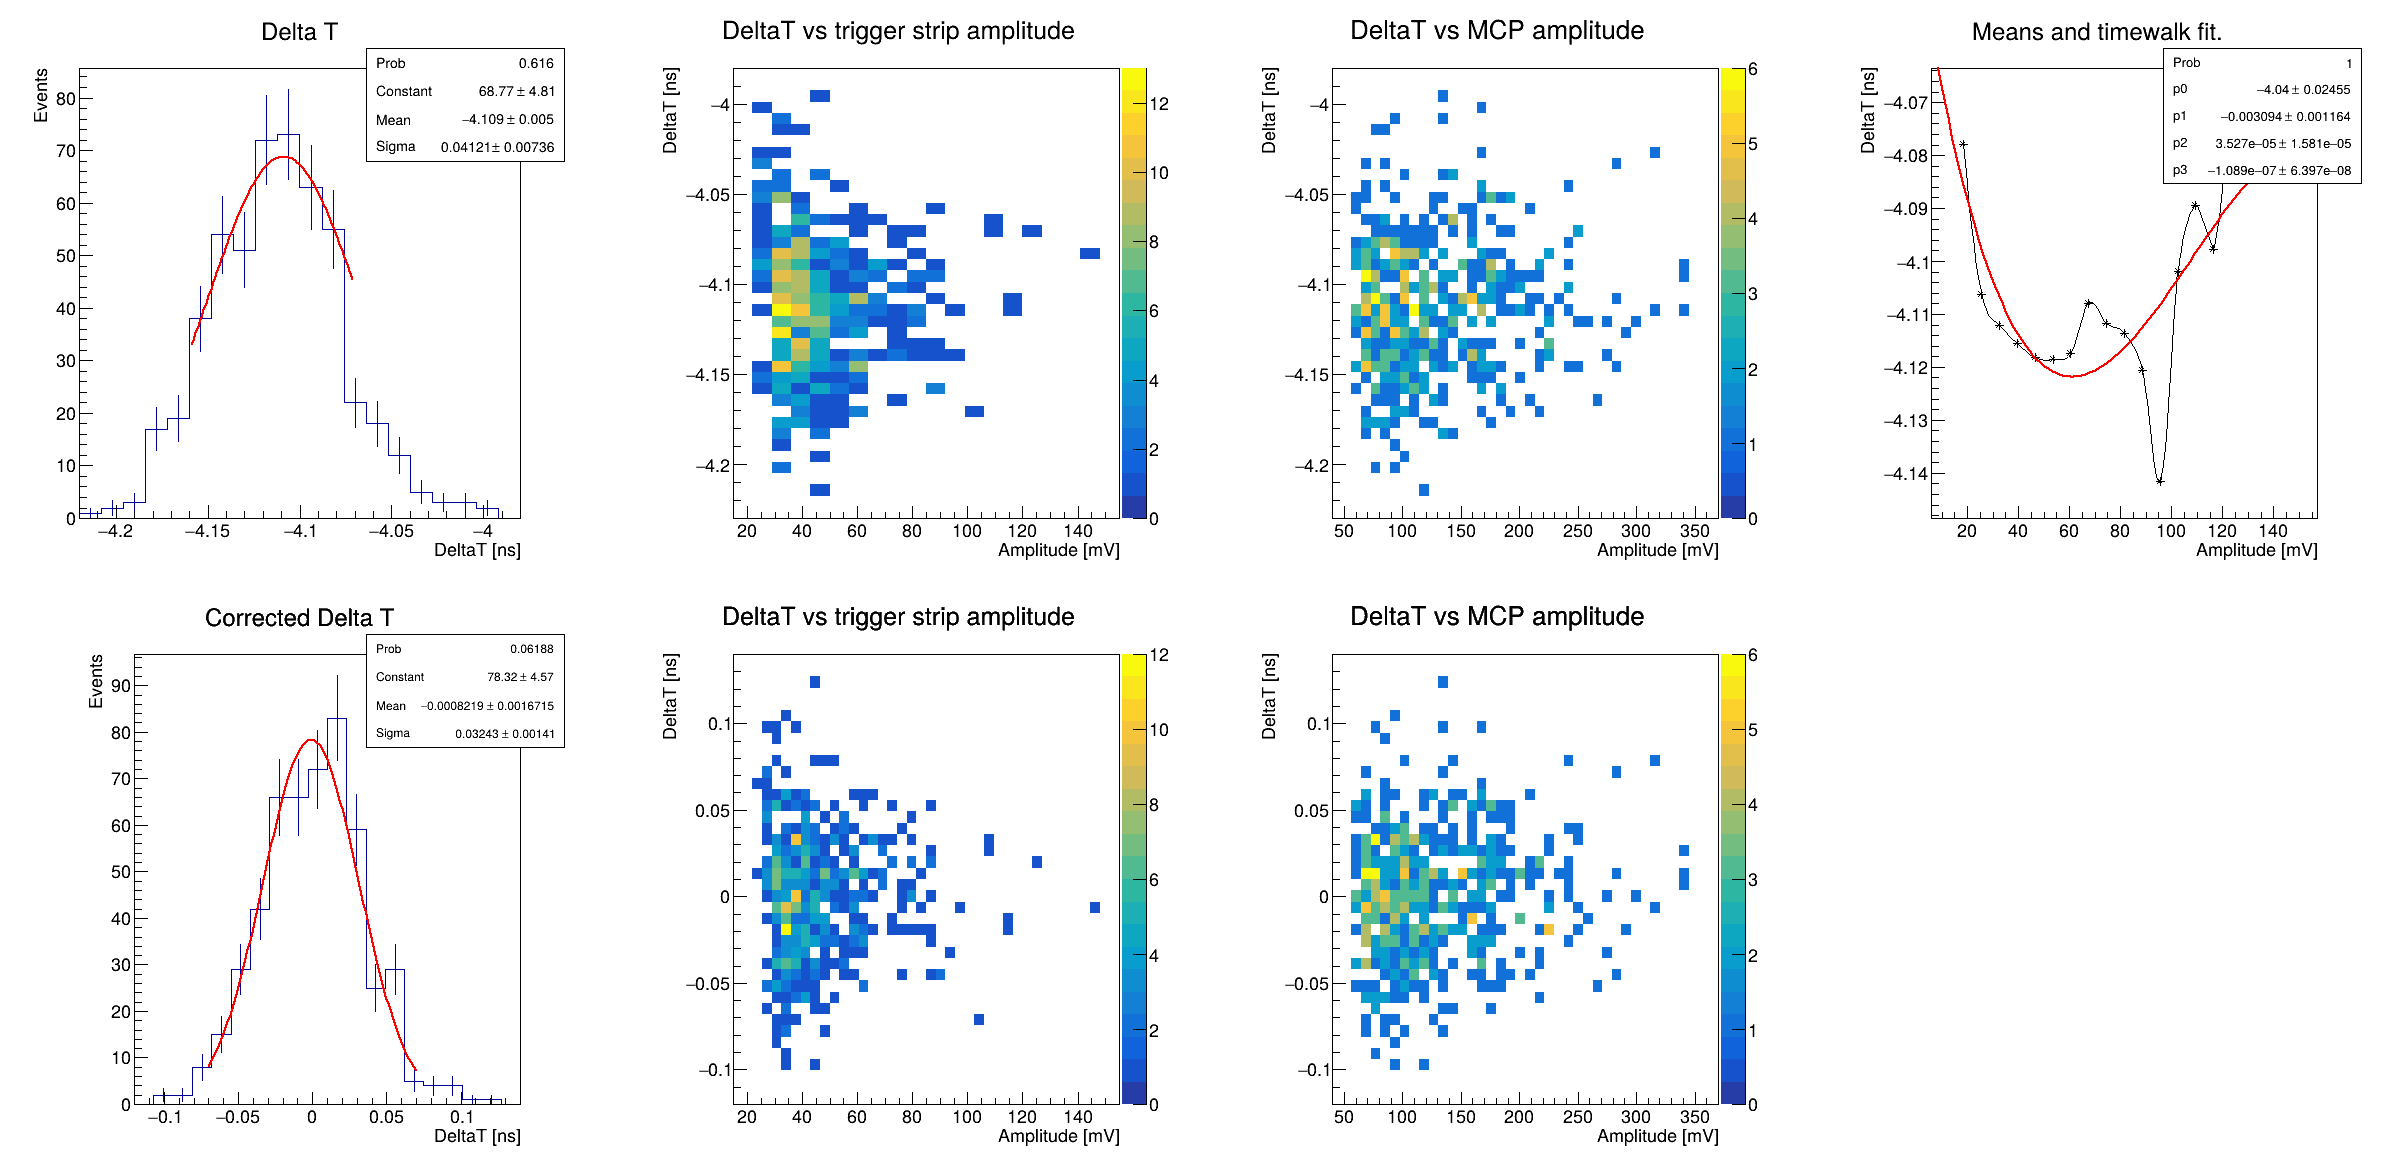 Delta T
Events
Prob 0.616
Constant 68.77 ± 4.81
Mean −4.109 ± 0.005
Sigma 0.04121 ± 0.00736
80
70
60
50
40
30
20
10
0
−4.2 −4.15 −4.1 −4.05 −4
DeltaT [ns]
DeltaT vs trigger strip amplitude
DeltaT [ns]
−4
−4.05
−4.1
−4.15
−4.2
20 40 60 80 100 120 140
Amplitude [mV]
12
10
8
6
4
2
0
DeltaT vs MCP amplitude
DeltaT [ns]
−4
−4.05
−4.1
−4.15
−4.2
50 100 150 200 250 300 350
Amplitude [mV]
6
5
4
3
2
1
0
Means and timewalk fit.
DeltaT [ns]
Prob 1
p0 −4.04 ± 0.02455
p1 −0.003094 ± 0.001164
p2 3.527e−05 ± 1.581e−05
p3 −1.089e−07 ± 6.397e−08
−4.07
−4.08
−4.09
−4.1
−4.11
−4.12
−4.13
−4.14
20 40 60 80 100 120 140
Amplitude [mV]
Corrected Delta T
Events
Prob 0.06188
Constant 78.32 ± 4.57
Mean −0.0008219 ± 0.0016715
Sigma 0.03243 ± 0.00141
90
80
70
60
50
40
30
20
10
0
−0.1 −0.05 0 0.05 0.1
DeltaT [ns]
DeltaT vs trigger strip amplitude
DeltaT [ns]
0.1
0.05
0
−0.05
−0.1
20 40 60 80 100 120 140
Amplitude [mV]
12
10
8
6
4
2
0
DeltaT vs MCP amplitude
DeltaT [ns]
0.1
0.05
0
−0.05
−0.1
50 100 150 200 250 300 350
Amplitude [mV]
6
5
4
3
2
1
0